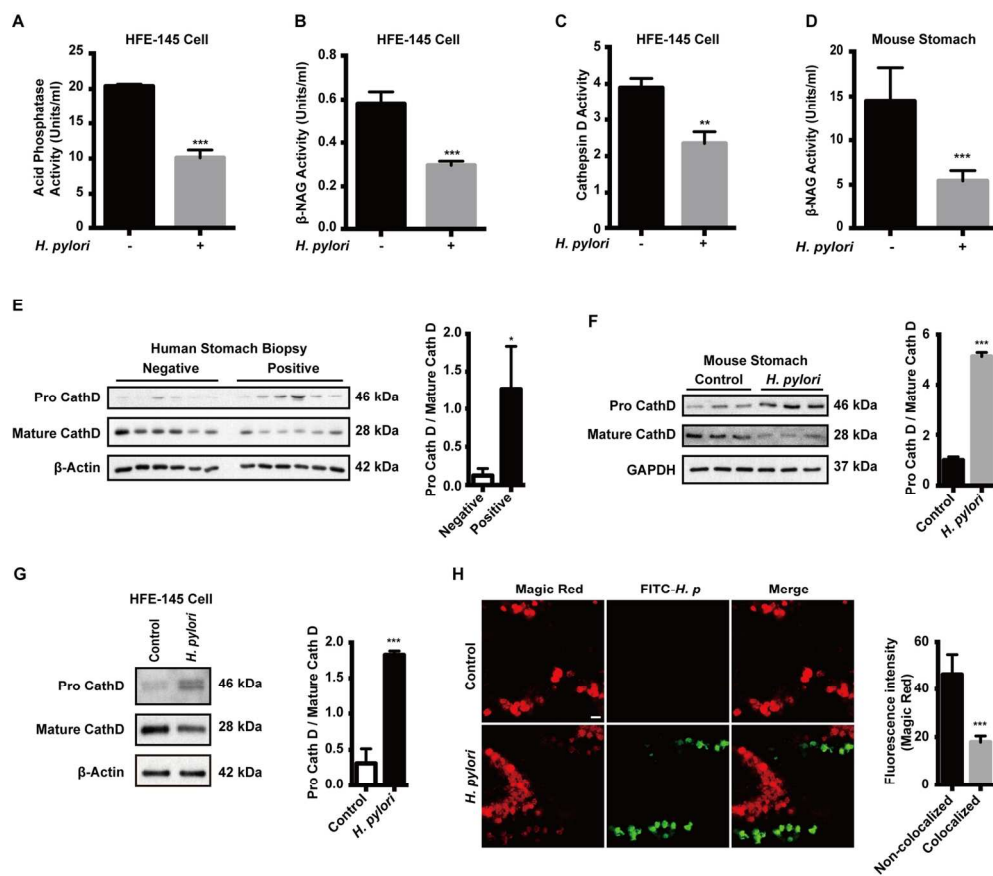 A
HFE-145 Cell
Acid Phosphatase
Activity (Units/ml)
25
20
15
10
5
0
H. pylori
-
+
***
B
HFE-145 Cell
β-NAG Activity (Units/ml)
0.8
0.6
0.4
0.2
0.0
H. pylori
-
+
***
C
HFE-145 Cell
Cathepsin D Activity
5
4
3
2
1
0
H. pylori
-
+
**
D
Mouse Stomach
β-NAG Activity (Units/ml)
20
15
10
5
0
H. pylori
-
+
***
E
Human Stomach Biopsy
Negative Positive
Pro CathD 46 kDa
Mature CathD 28 kDa
β-Actin 42 kDa
Pro Cath D / Mature Cath D
2.0
1.5
1.0
0.5
0.0
*
Negative
Positive
F
Mouse Stomach
Control H. pylori
Pro CathD 46 kDa
Mature CathD 28 kDa
GAPDH 37 kDa
Pro Cath D / Mature Cath D
6
4
2
0
***
Control
H. pylori
G
HFE-145 Cell
Control
H. pylori
Pro CathD 46 kDa
Mature CathD 28 kDa
β-Actin 42 kDa
Pro Cath D / Mature Cath D
2.0
1.5
1.0
0.5
0.0
***
Control
H. pylori
H
Magic Red FITC-H. p Merge
Control
H. pylori
Fluorescence intensity
(Magic Red)
60
40
20
0
***
Non-colocalized
Colocalized